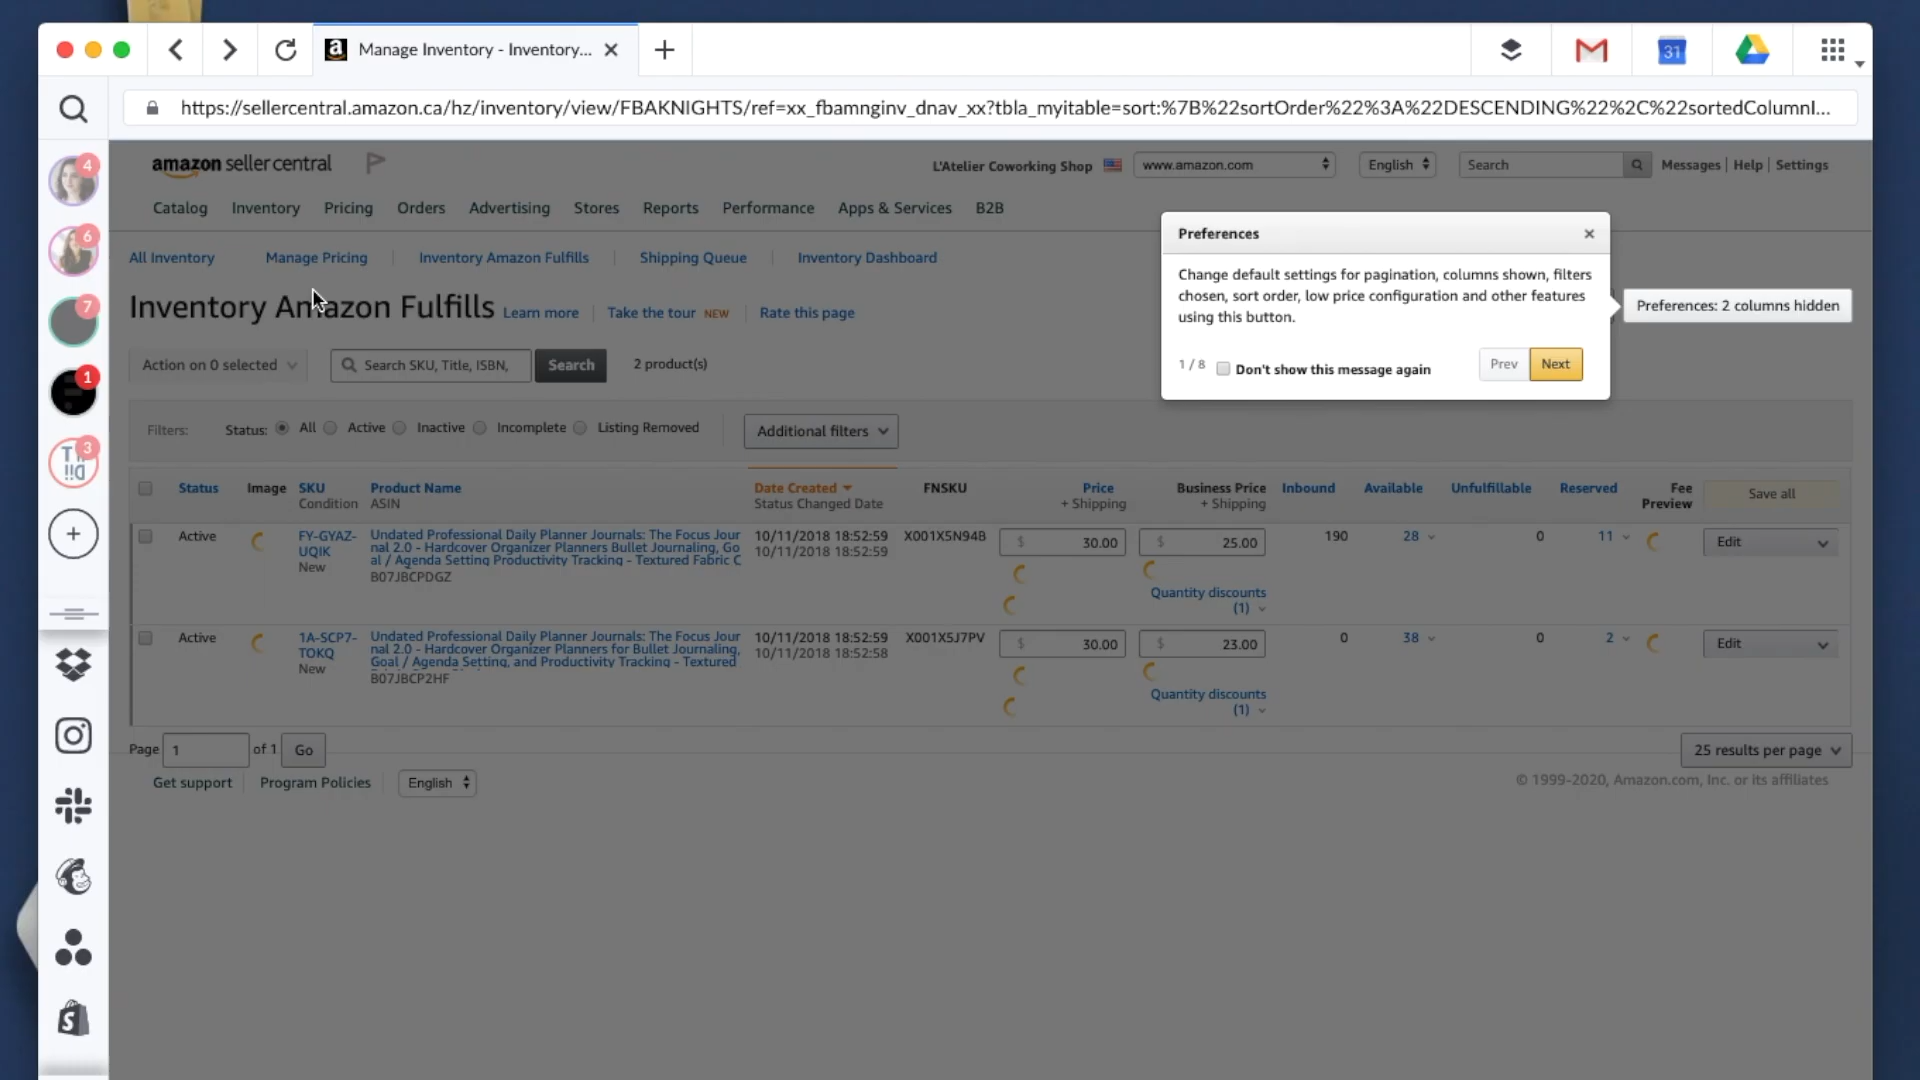 Manage Inventory - Inventory...
31
https://sellercentral.amazon.ca/hz/inventory/view/FBAKNIGHTS/ref=xx_fbamnginv_dnav_xx?tbla_myitable=sort:%7B%22sortOrder%22%3A%22DESCENDING%22%2C%22sortedColumnI...
4
6
7
1
3
amazon seller central
L'Atelier Coworking Shop
www.amazon.com
English
Search
Messages | Help | Settings
Catalog Inventory Pricing Orders Advertising Stores Reports Performance Apps & Services B2B
All Inventory Manage Pricing | Inventory Amazon Fulfills | Shipping Queue | Inventory Dashboard
Preferences
Change default settings for pagination, columns shown, filters
chosen, sort order, low price configuration and other features
using this button.
1 / 8 Don't show this message again Prev Next
Preferences: 2 columns hidden
Inventory Amazon Fulfills Learn more | Take the tour NEW | Rate this page
Action on 0 selected Search SKU, Title, ISBN, Search 2 product(s)
Filters: Status: All Active Inactive Incomplete Listing Removed Additional filters
Status Image SKU Product Name Date Created FNSKU Price Business Price Inbound Available Unfulfillable Reserved Fee Save all
Condition ASIN Status Changed Date + Shipping + Shipping Preview
Active FY-GYAZ- Undated Professional Daily Planner Journals: The Focus Jour 10/11/2018 18:52:59 X001X5N94B $ 30.00 $ 25.00 190 28 0 11 Edit
UQIK nal 2.0 - Hardcover Organizer Planners Bullet Journaling, Go 10/11/2018 18:52:59
New al / Agenda Setting Productivity Tracking - Textured Fabric C
B07JBCPDGZ
Quantity discounts
(1)
Active 1A-SCP7- Undated Professional Daily Planner Journals: The Focus Jour 10/11/2018 18:52:59 X001X5J7PV $ 30.00 $ 23.00 0 38 0 2 Edit
TOKQ nal 2.0 - Hardcover Organizer Planners for Bullet Journaling, 10/11/2018 18:52:58
New Goal / Agenda Setting, and Productivity Tracking - Textured
B07JBCP2HF
Quantity discounts
(1)
Page 1 of 1 Go 25 results per page
Get support Program Policies English © 1999-2020, Amazon.com, Inc. or its affiliates